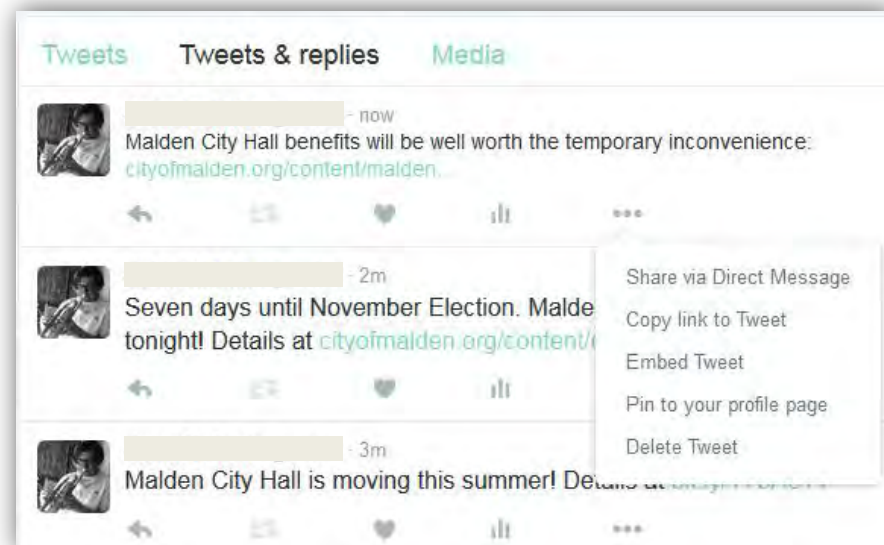 Tweets Tweets & replies Media
- now
Malden City Hall benefits will be well worth the temporary inconvenience:
cityofmalden.org/content/malden...
- 2m
Seven days until November Election. Malde
tonight! Details at cityofmalden.org/content/
- 3m
Malden City Hall is moving this summer! Details at
Share via Direct Message
Copy link to Tweet
Embed Tweet
Pin to your profile page
Delete Tweet